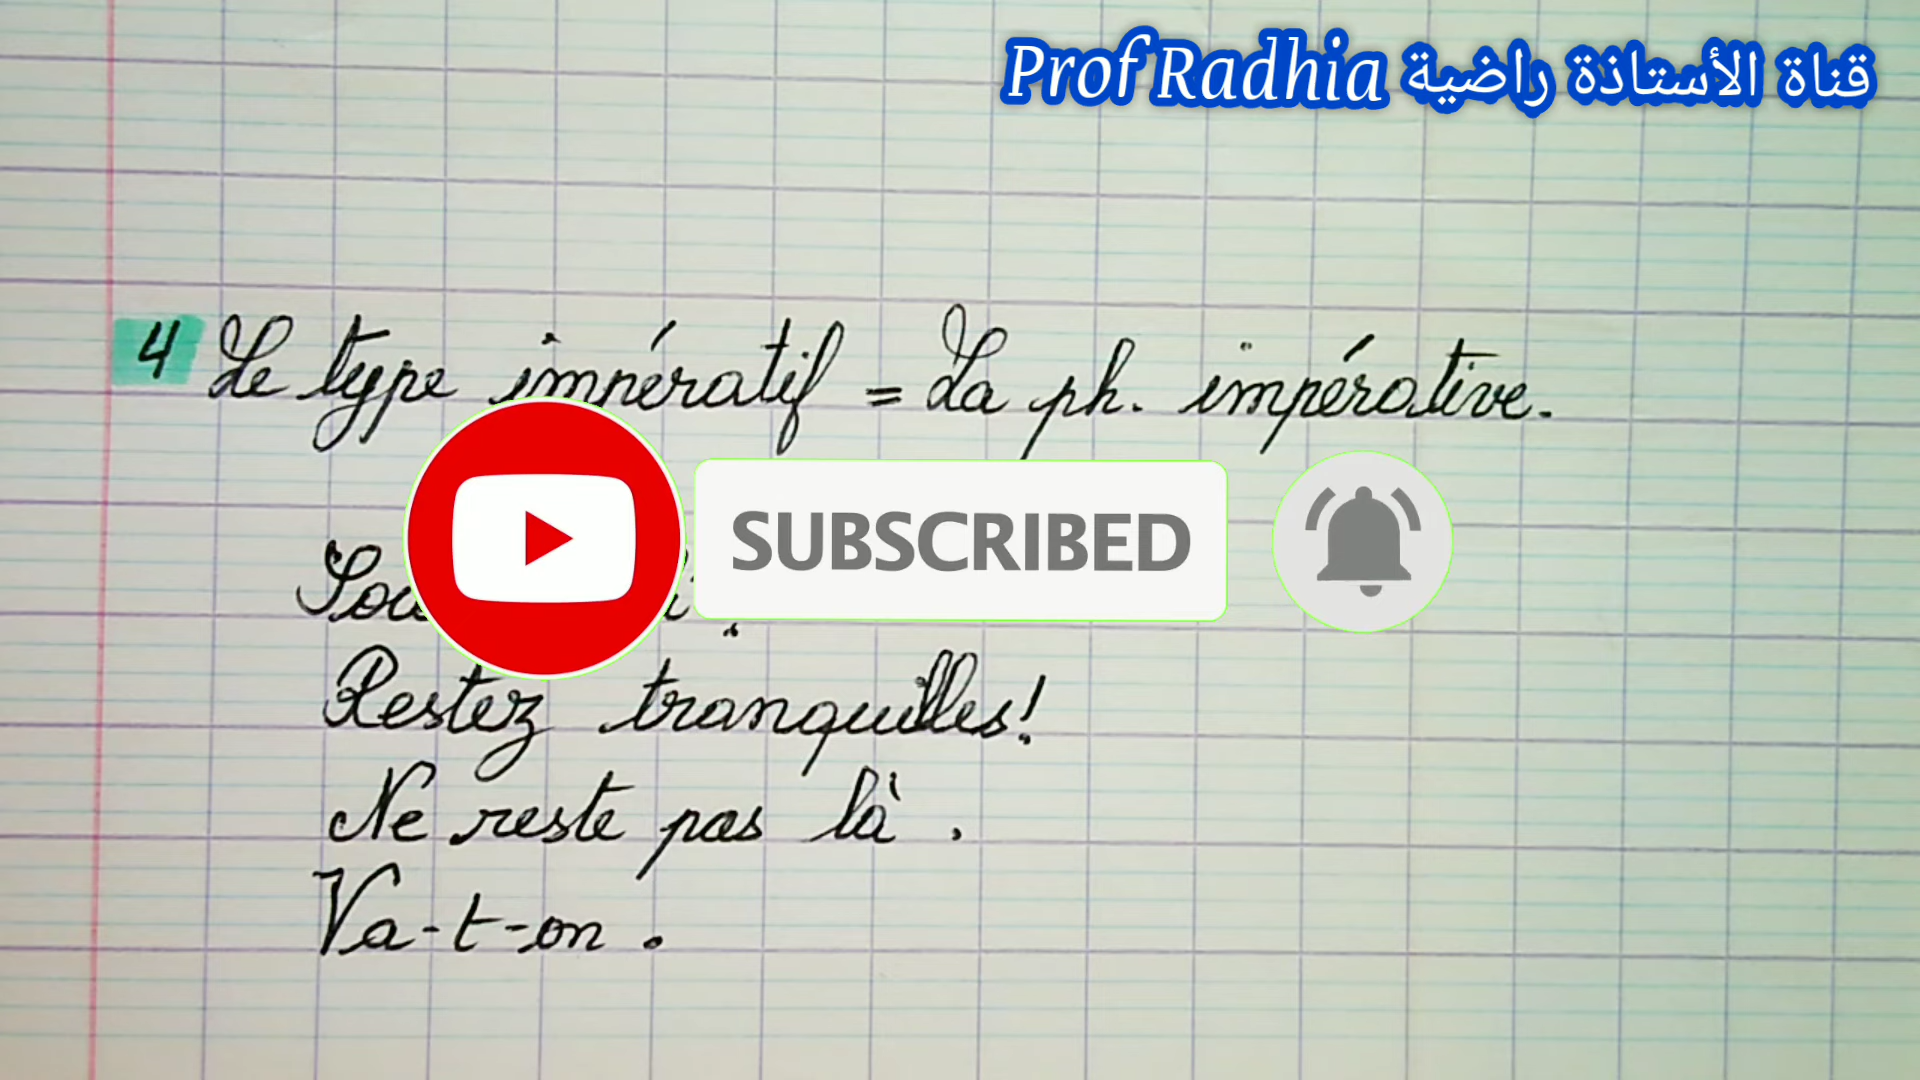 Prof Radhia قناة الأستاذة راضية
4 Le type impératif = La ph. impérative.
SUBSCRIBED
Restez tranquilles!
Ne reste pas là.
Va-t-on.